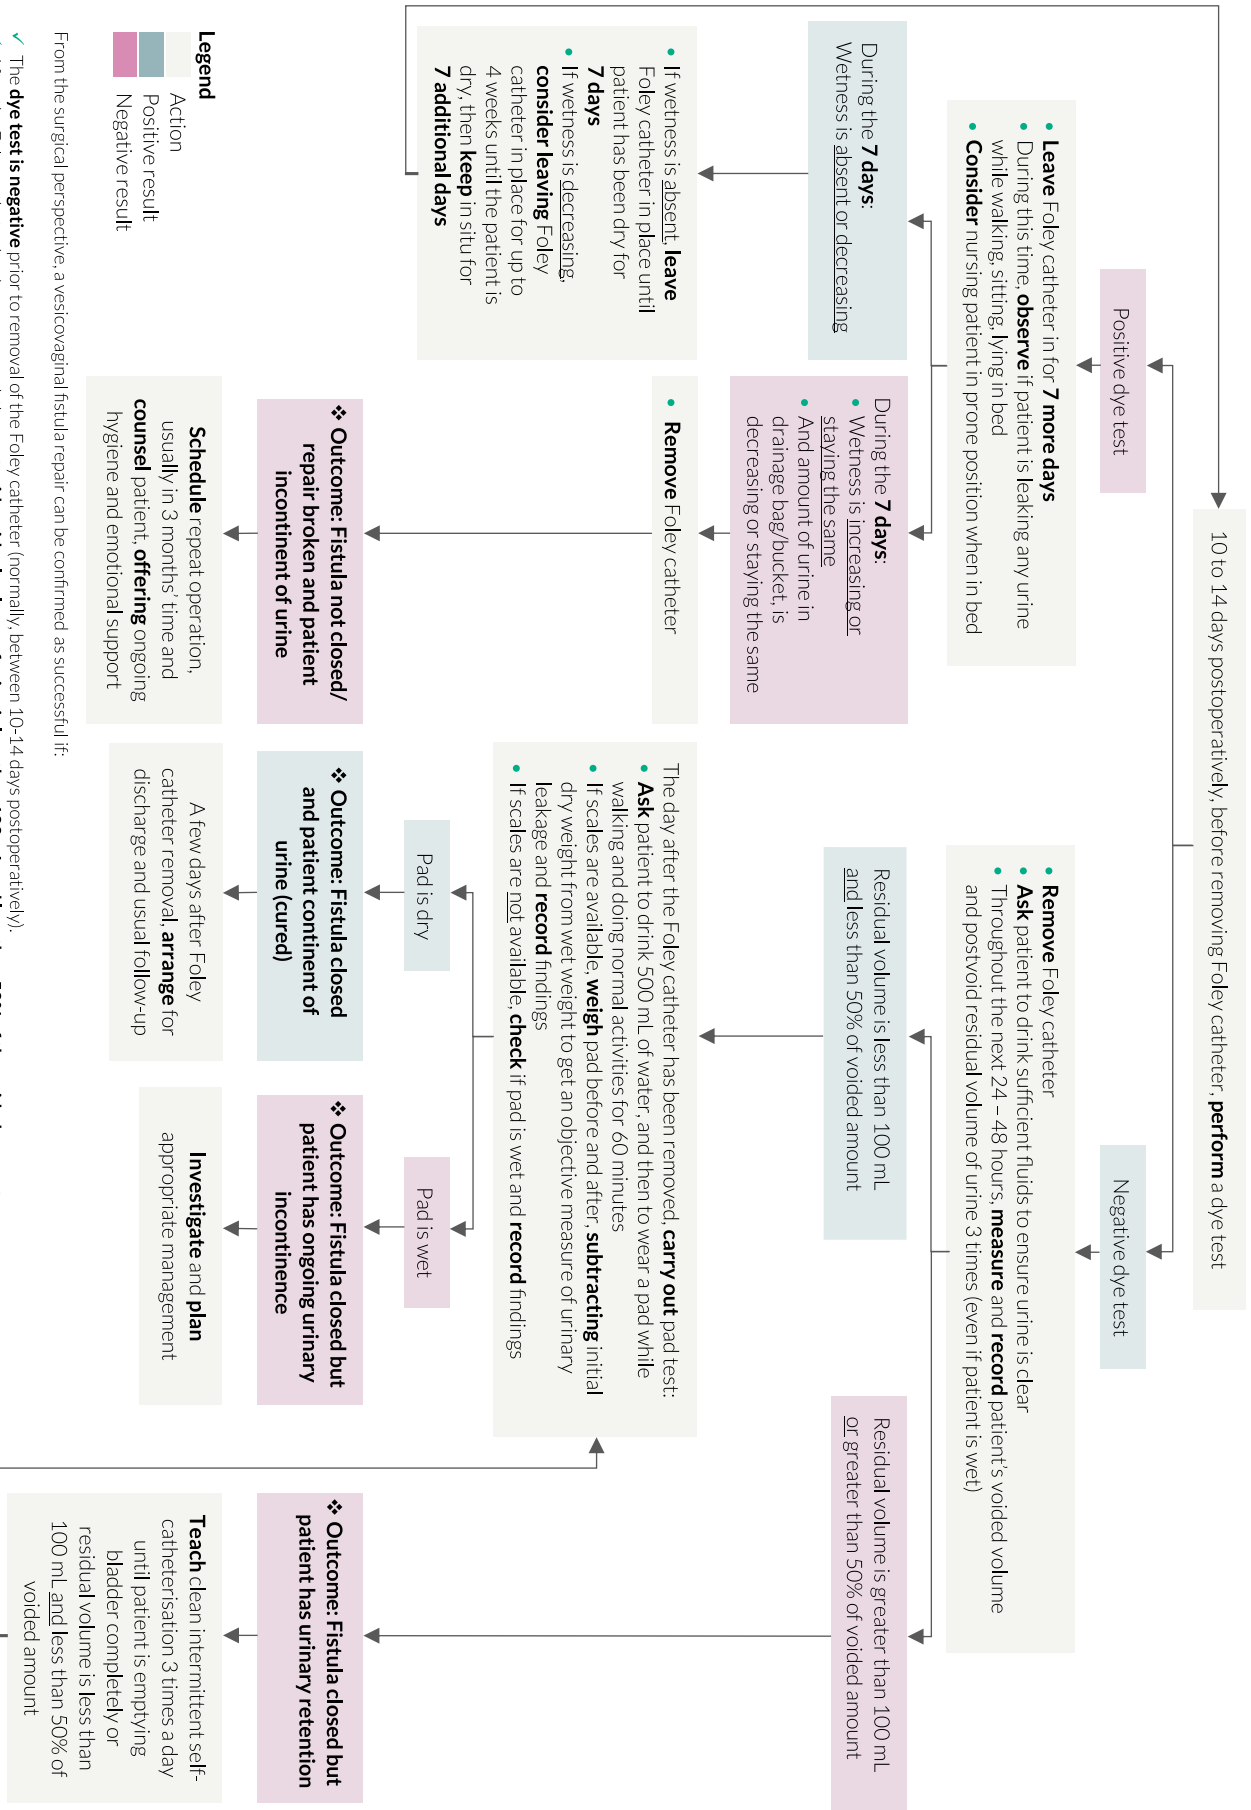 10 to 14 days postoperatively, before removing Foley catheter, perform a dye test
Positive dye test
Negative dye test
• Leave Foley catheter in for 7 more days
• During this time, observe if patient is leaking any urine
while walking, sitting, lying in bed
• Consider nursing patient in prone position when in bed
• Remove Foley catheter
• Ask patient to drink sufficient fluids to ensure urine is clear
• Throughout the next 24 – 48 hours, measure and record patient's voided volume
and postvoid residual volume of urine 3 times (even if patient is wet)
During the 7 days:
Wetness is absent or decreasing
During the 7 days:
• Wetness is increasing or
staying the same
• And amount of urine in
drainage bag/bucket, is
decreasing or staying the same
Residual volume is less than 100 mL
and less than 50% of voided amount
Residual volume is greater than 100 mL
or greater than 50% of voided amount
• If wetness is absent, leave
Foley catheter in place until
patient has been dry for
7 days
• If wetness is decreasing,
consider leaving Foley
catheter in place for up to
4 weeks until the patient is
dry, then keep in situ for
7 additional days
• Remove Foley catheter
The day after the Foley catheter has been removed, carry out pad test:
• Ask patient to drink 500 mL of water, and then to wear a pad while
walking and doing normal activities for 60 minutes
• If scales are available, weigh pad before and after, subtracting initial
dry weight from wet weight to get an objective measure of urinary
leakage and record findings
• If scales are not available, check if pad is wet and record findings
Pad is dry
Pad is wet
❖ Outcome: Fistula not closed/
repair broken and patient
incontinent of urine
❖ Outcome: Fistula closed
and patient continent of
urine (cured)
❖ Outcome: Fistula closed but
patient has ongoing urinary
incontinence
❖ Outcome: Fistula closed but
patient has urinary retention
Schedule repeat operation,
usually in 3 months' time and
counsel patient, offering ongoing
hygiene and emotional support
A few days after Foley
catheter removal, arrange for
discharge and usual follow-up
Investigate and plan
appropriate management
Teach clean intermittent self-
catheterisation 3 times a day
until patient is emptying
bladder completely or
residual volume is less than
100 mL and less than 50% of
voided amount
Legend
Action
Positive result
Negative result
From the surgical perspective, a vesicovaginal fistula repair can be confirmed as successful if:
✓ The dye test is negative prior to removal of the Foley catheter (normally, between 10-14 days postoperatively).